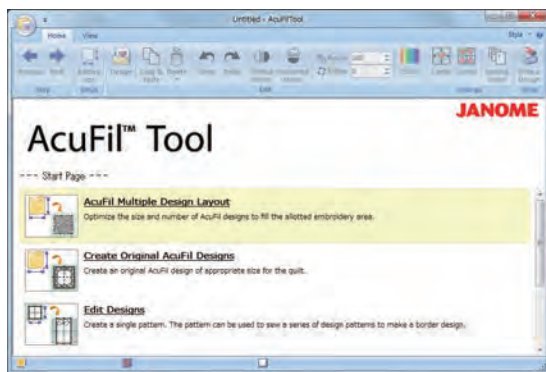 Untitled - AcuFilTool
Home View Style
JANOME
AcuFil™ Tool
--- Start Page ---
AcuFil Multiple Design Layout
Optimize the size and number of AcuFil designs to fill the allotted embroidery area.
Create Original AcuFil Designs
Create an original AcuFil design of appropriate size for the quilt.
Edit Designs
Create a single pattern. The pattern can be used to sew a series of design patterns to make a border design.